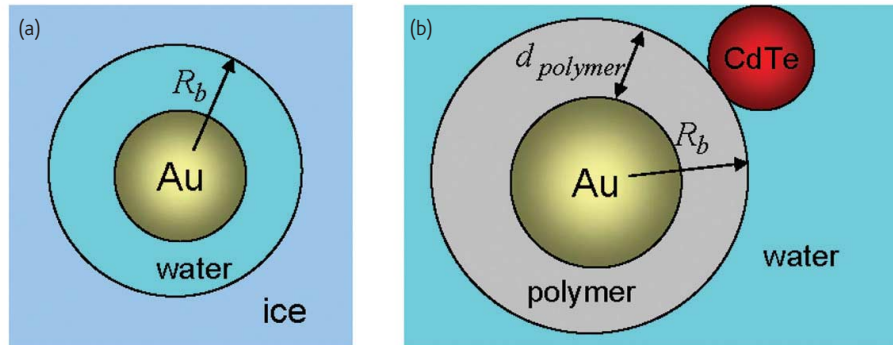 (a)
R_b
Au
water
ice
(b)
d_polymer
CdTe
R_b
Au
polymer
water